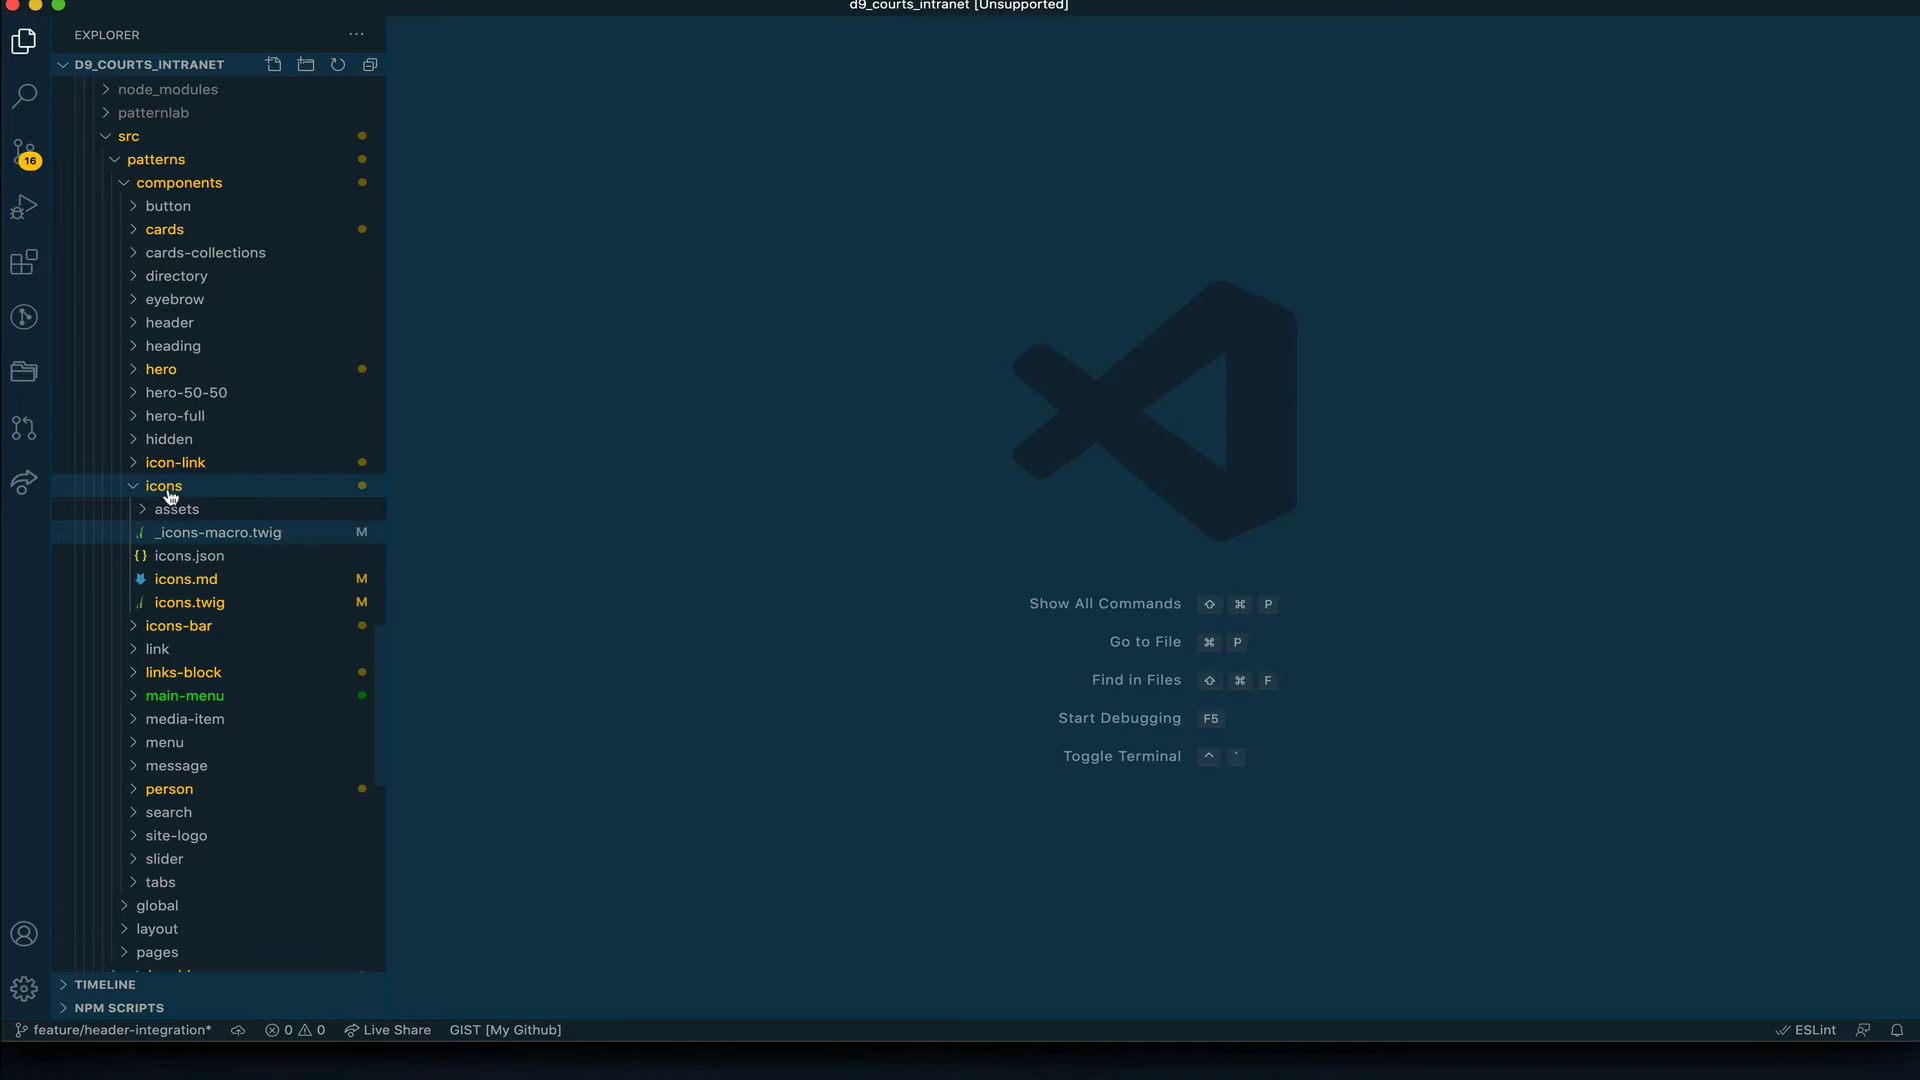 d9_courts_intranet [Unsupported]
EXPLORER
D9_COURTS_INTRANET
node_modules
patternlab
src
patterns
components
button
cards
cards-collections
directory
eyebrow
header
heading
hero
hero-50-50
hero-full
hidden
icon-link
icons
assets
_icons-macro.twig M
icons.json
icons.md M
icons.twig M
icons-bar
link
links-block
main-menu
media-item
menu
message
person
search
site-logo
slider
tabs
global
layout
pages
TIMELINE
NPM SCRIPTS
16
Show All Commands ⇧ ⌘ P
Go to File ⌘ P
Find in Files ⇧ ⌘ F
Start Debugging F5
Toggle Terminal ^ `
feature/header-integration* 0 0 Live Share GIST [My Github] ESLint